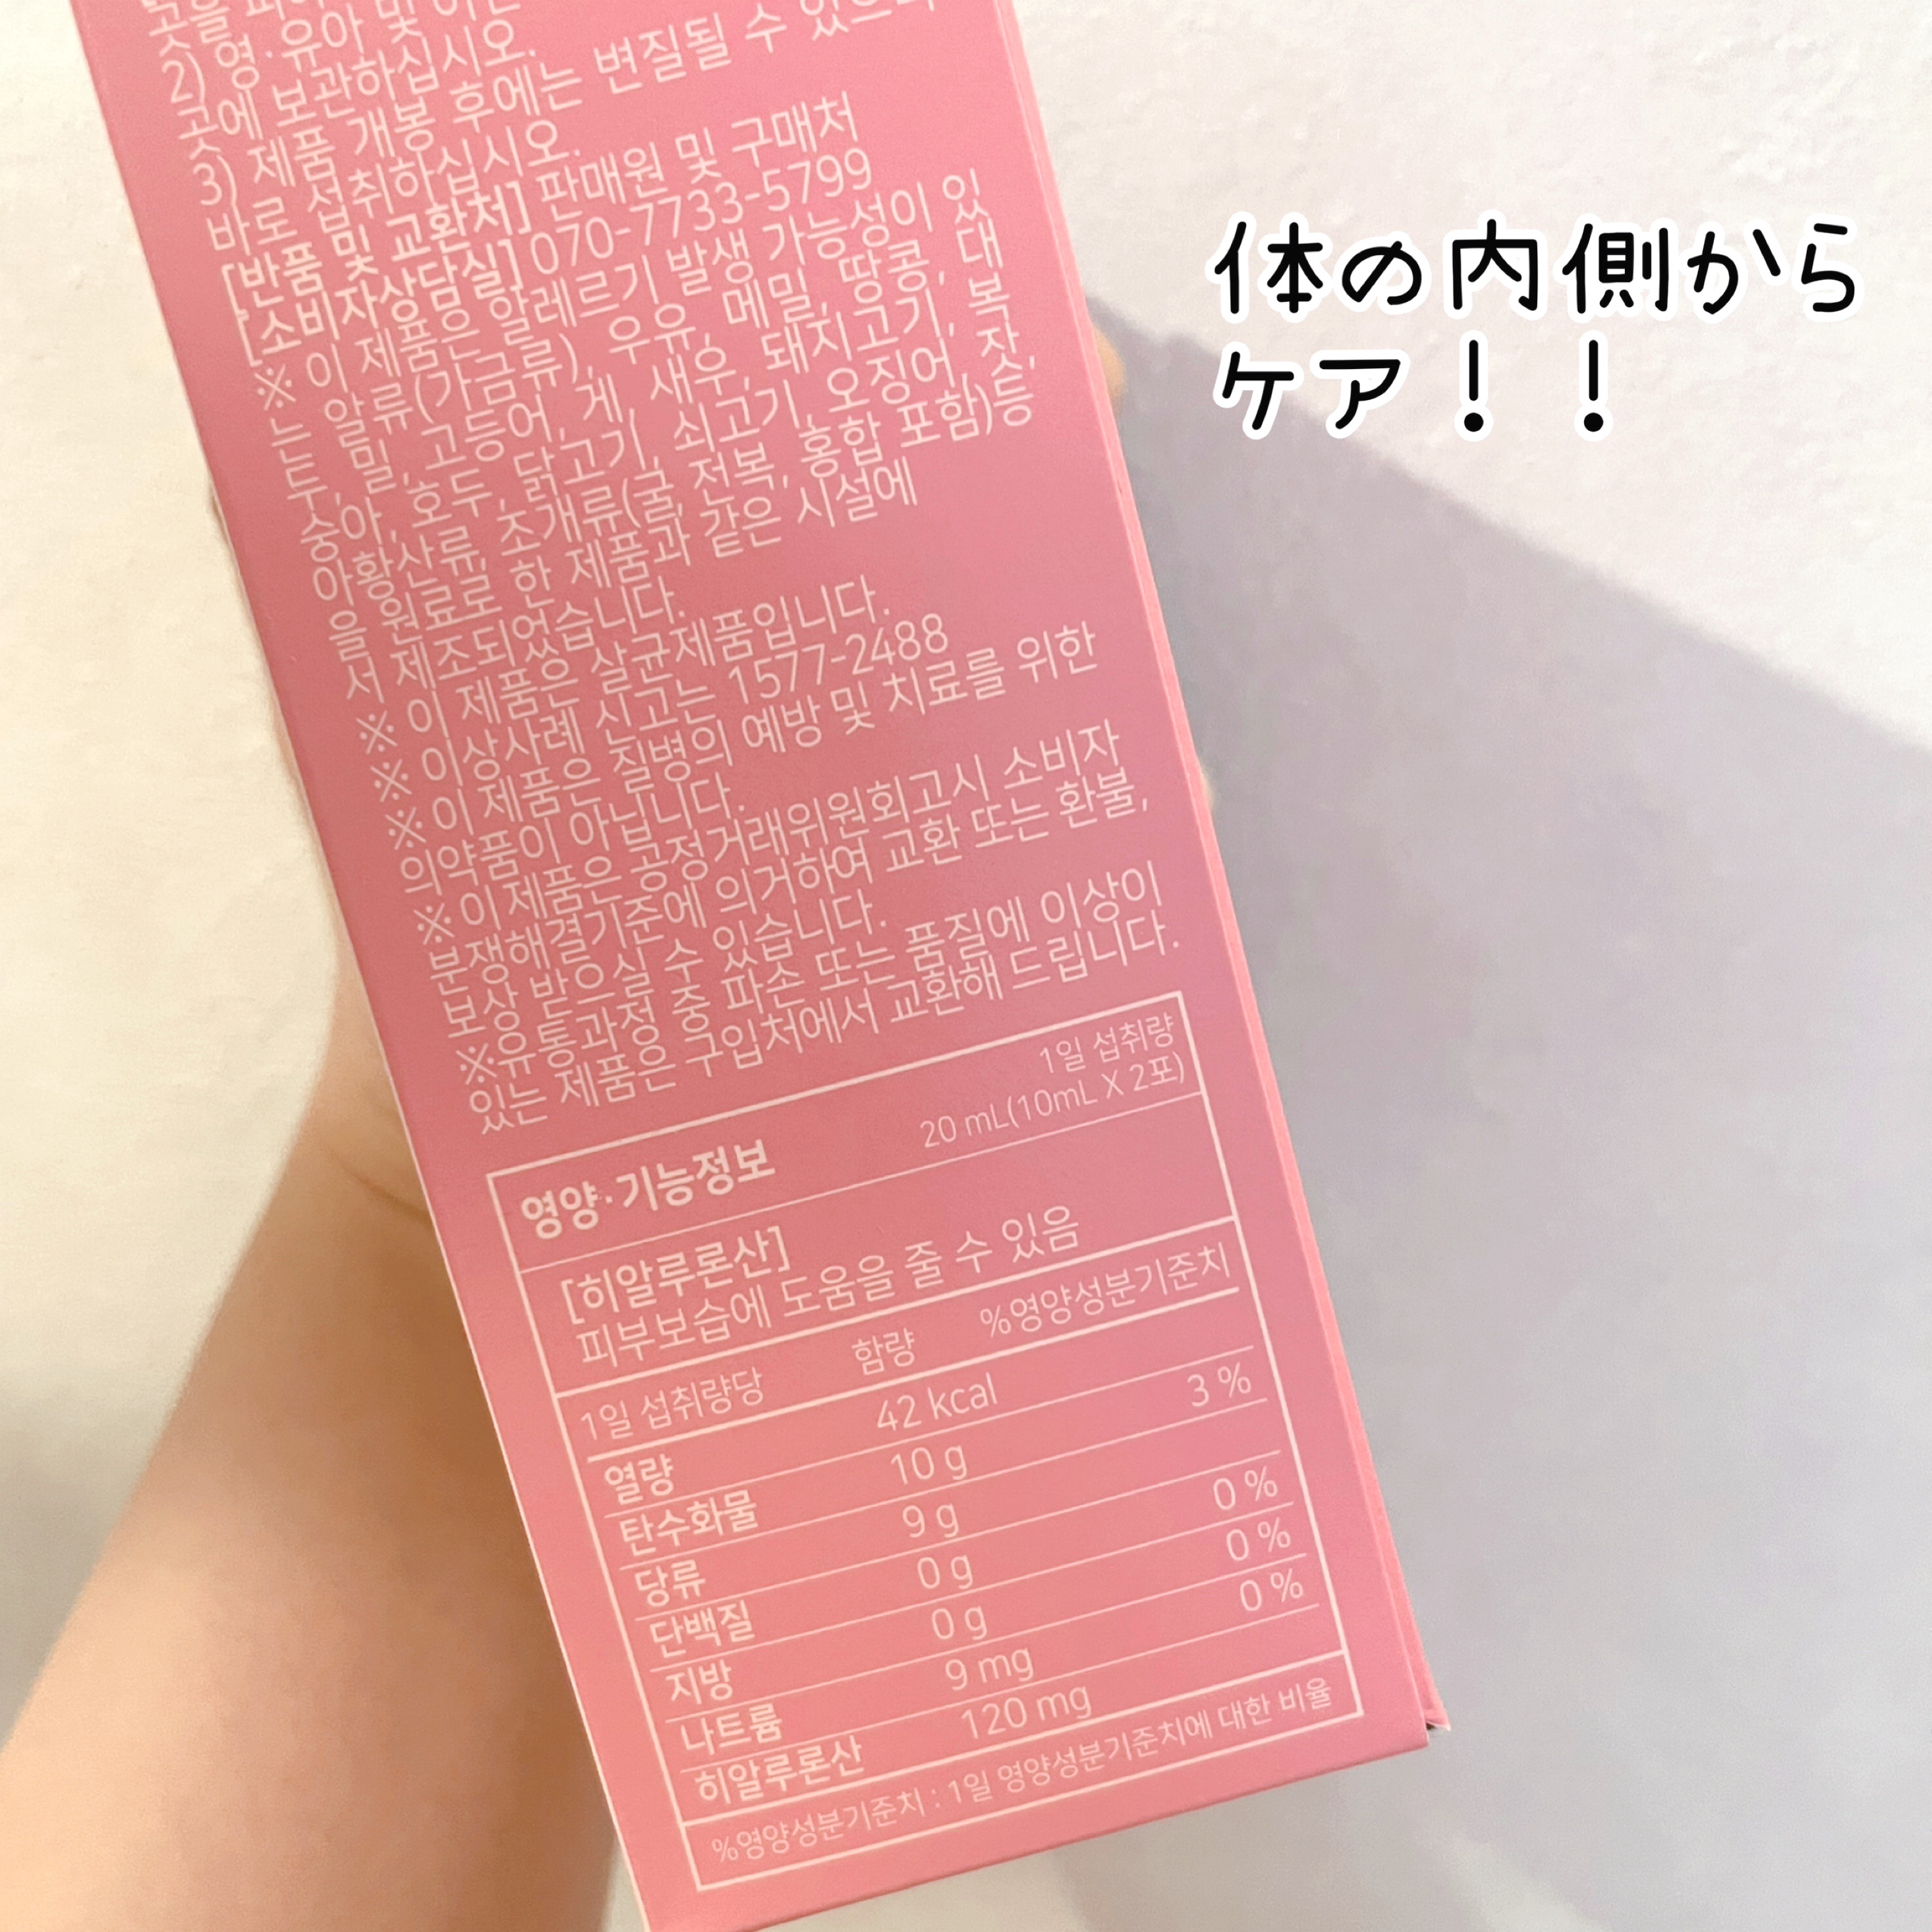 2)
곳에 보관하십시오.
3) 제품 개봉 후에는 변질될 수 있으니
바로 섭취하십시오.
[반품 및 교환처] 판매원 및 구매처
[소비자상담실] 070-7733-5799
※ 이 제품은 알레르기 발생 가능성이 있
는 알류(가금류), 우유, 메밀, 땅콩, 대
두, 밀, 고등어, 게, 새우, 돼지고기, 복
숭아, 호두, 닭고기, 쇠고기, 오징어, 잣,
아황산류, 조개류(굴, 전복, 홍합 포함)등
을 원료로 한 제품과 같은 시설에
서 제조되었습니다.
※ 이 제품은 살균제품입니다.
※ 이상사례 신고는 1577-2488
※ 이 제품은 질병의 예방 및 치료를 위한
의약품이 아닙니다.
※ 이 제품은 공정거래위원회고시 소비자
분쟁해결기준에 의거하여 교환 또는 환불,
보상 받으실 수 있습니다.
※유통과정 중 파손 또는 품질에 이상이
있는 제품은 구입처에서 교환해 드립니다.
영양·기능정보 1일 섭취량
20 mL(10mL X 2포)
[히알루론산]
피부보습에 도움을 줄 수 있음
1일 섭취량당 함량 %영양성분기준치
열량 42 kcal
탄수화물 10 g 3 %
당류 9 g
단백질 0 g 0 %
지방 0 g 0 %
나트륨 9 mg 0 %
히알루론산 120 mg
%영양성분기준치 : 1일 영양성분기준치에 대한 비율
体の内側から
ケア！！